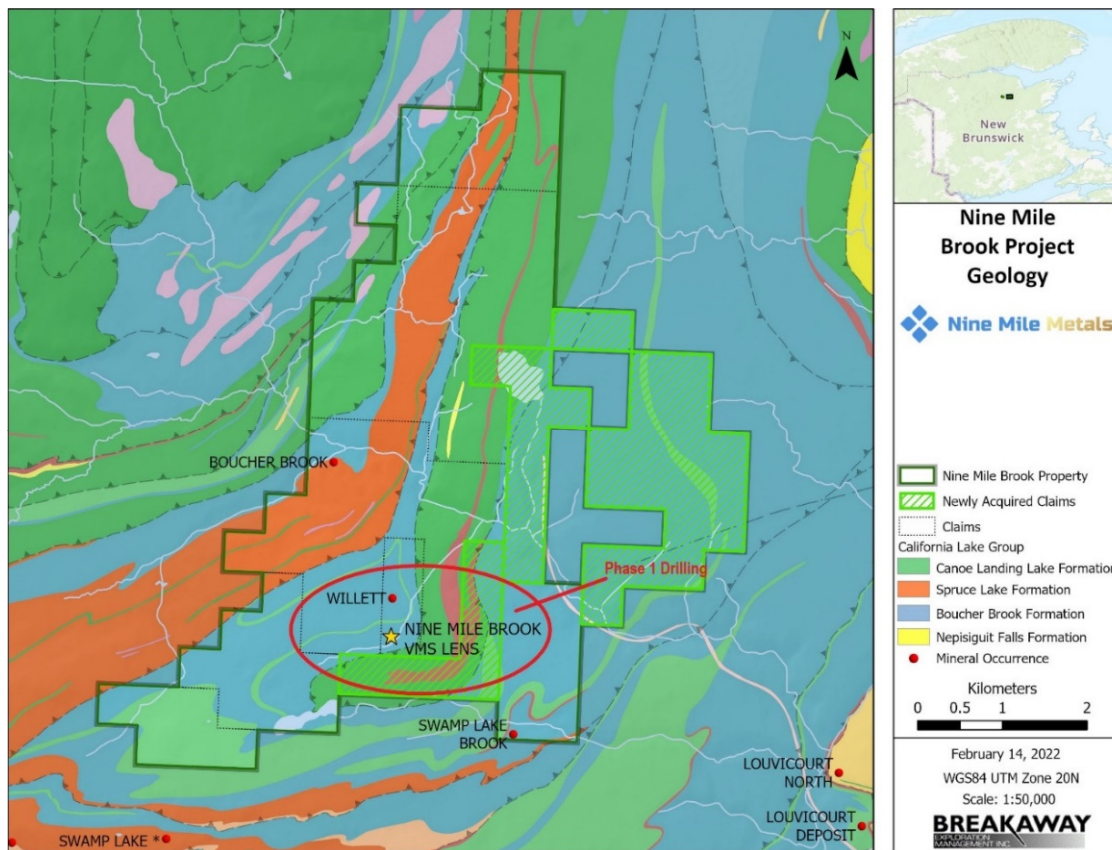 BOUCHER BROOK
WILLETT
NINE MILE BROOK
VMS LENS
Phase 1 Drilling
SWAMP LAKE
BROOK
LOUVICOURT
NORTH
LOUVICOURT
DEPOSIT
SWAMP LAKE *
N
New
Brunswick
Nine Mile
Brook Project
Geology
Nine Mile Metals
Nine Mile Brook Property
Newly Acquired Claims
Claims
California Lake Group
Canoe Landing Lake Formation
Spruce Lake Formation
Boucher Brook Formation
Nepisiguit Falls Formation
Mineral Occurrence
Kilometers
0 0.5 1 2
February 14, 2022
WGS84 UTM Zone 20N
Scale: 1:50,000
BREAKAWAY
EXPLORATION
MANAGEMENT INC